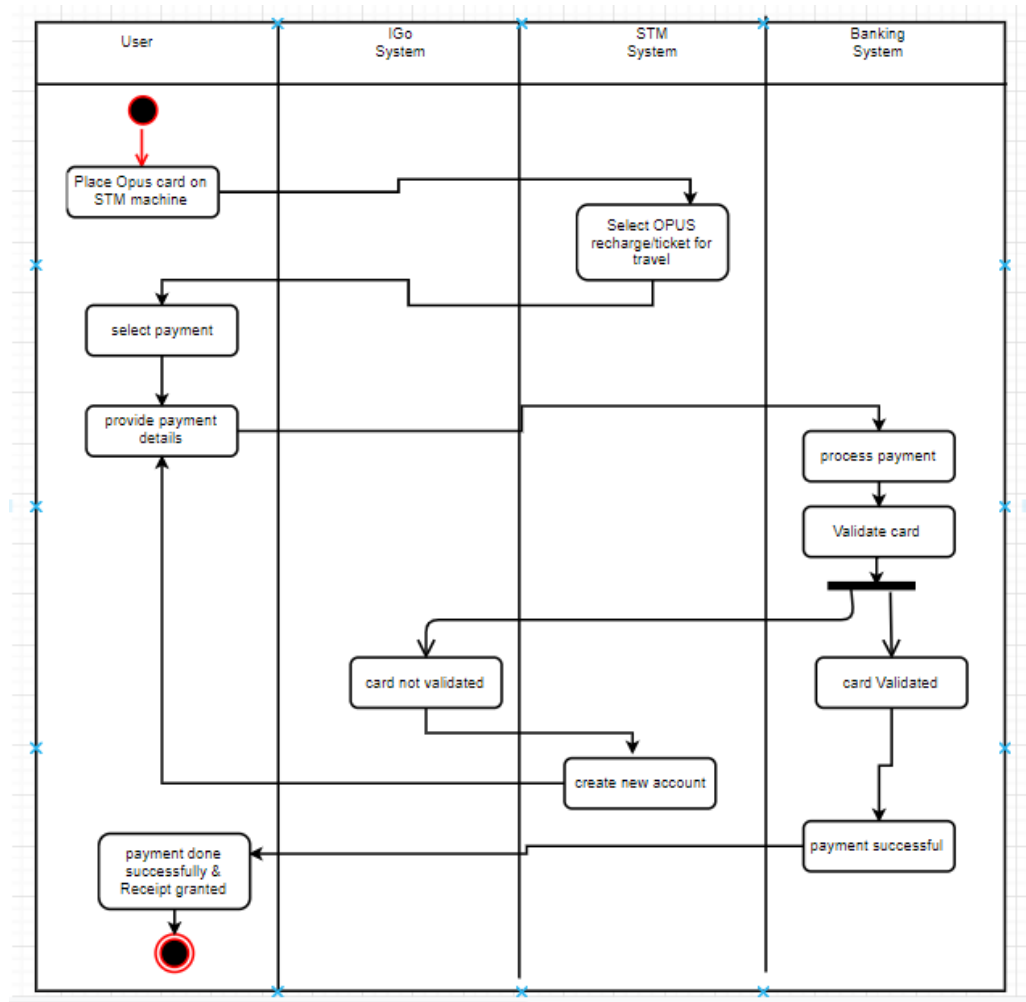 User
IGo
System
STM
System
Banking
System
Place Opus card on
STM machine
Select OPUS
recharge/ticket for
travel
select payment
provide payment
details
process payment
Validate card
card not validated
card Validated
create new account
payment successful
payment done
successfully &
Receipt granted